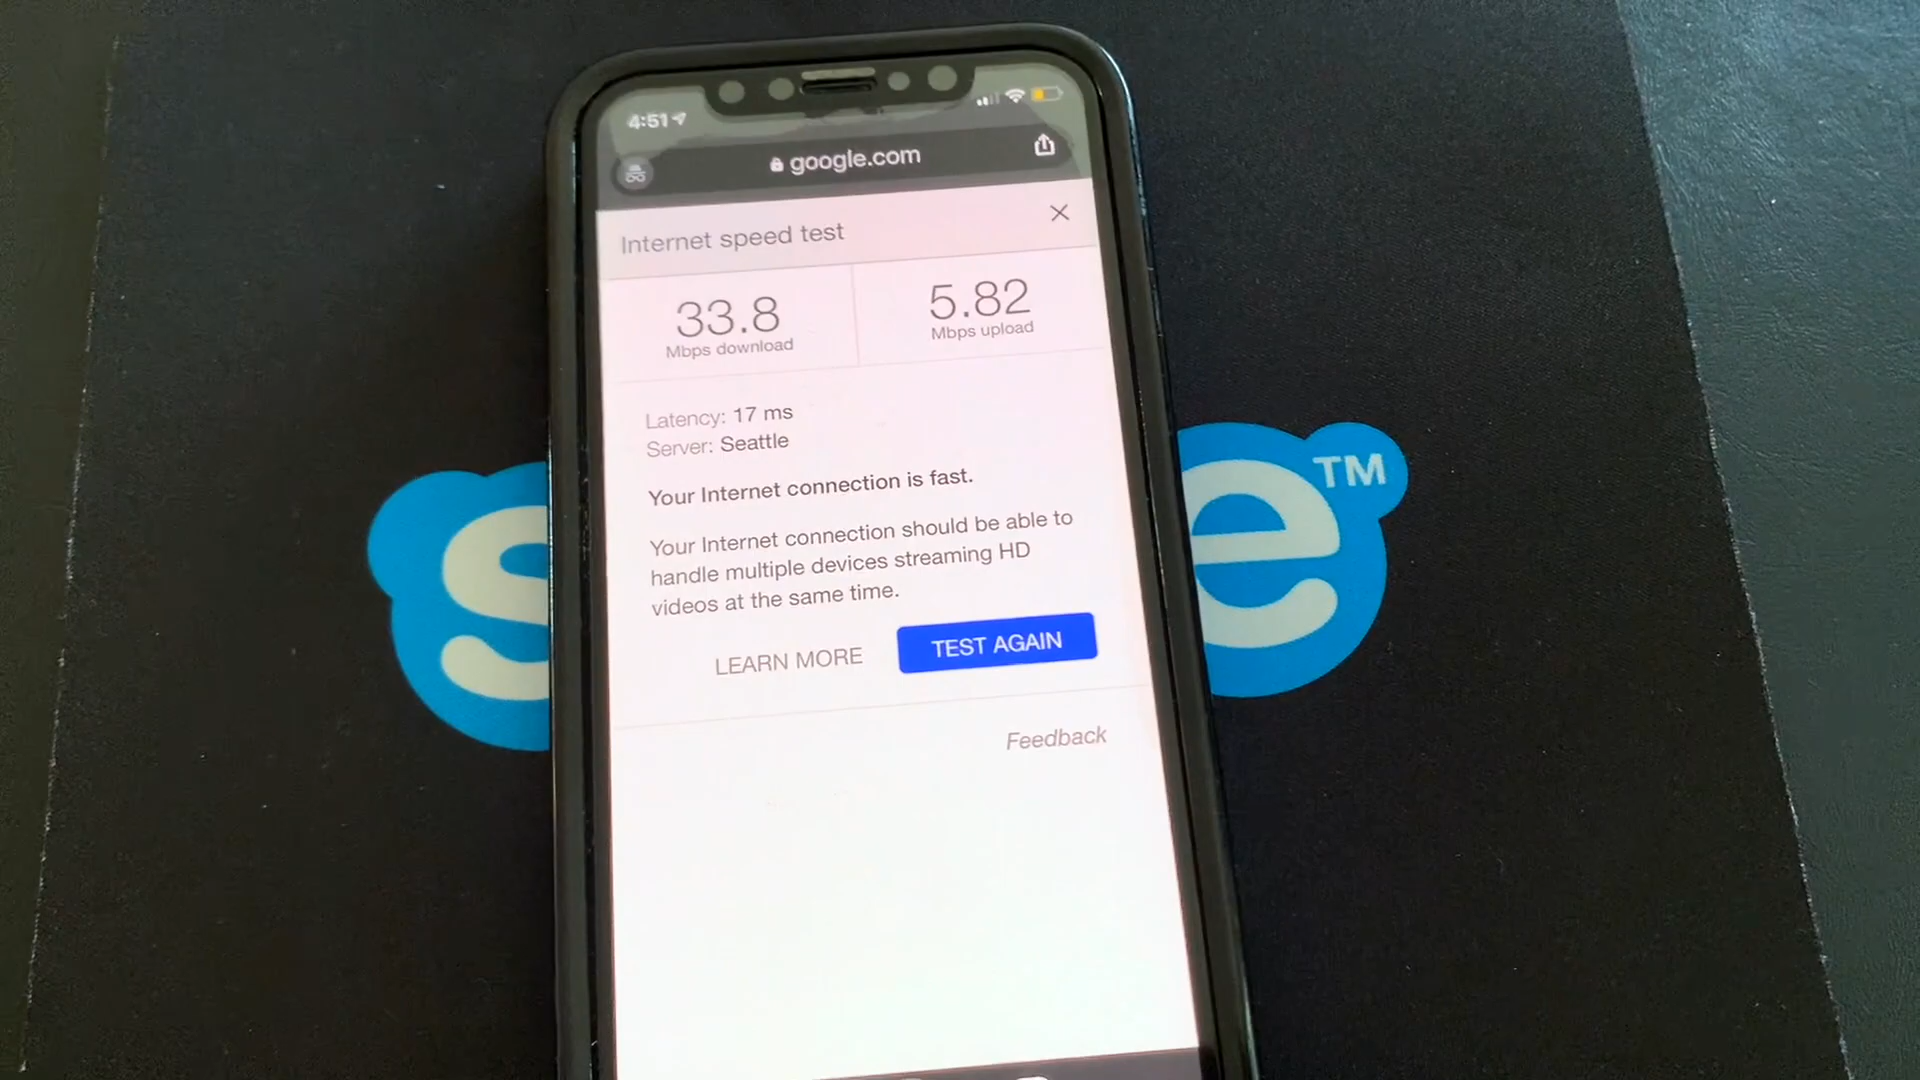 4:51
google.com
Internet speed test
33.8
Mbps download
5.82
Mbps upload
Latency: 17 ms
Server: Seattle
Your Internet connection is fast.
Your Internet connection should be able to
handle multiple devices streaming HD
videos at the same time.
LEARN MORE
TEST AGAIN
Feedback
s
e
TM